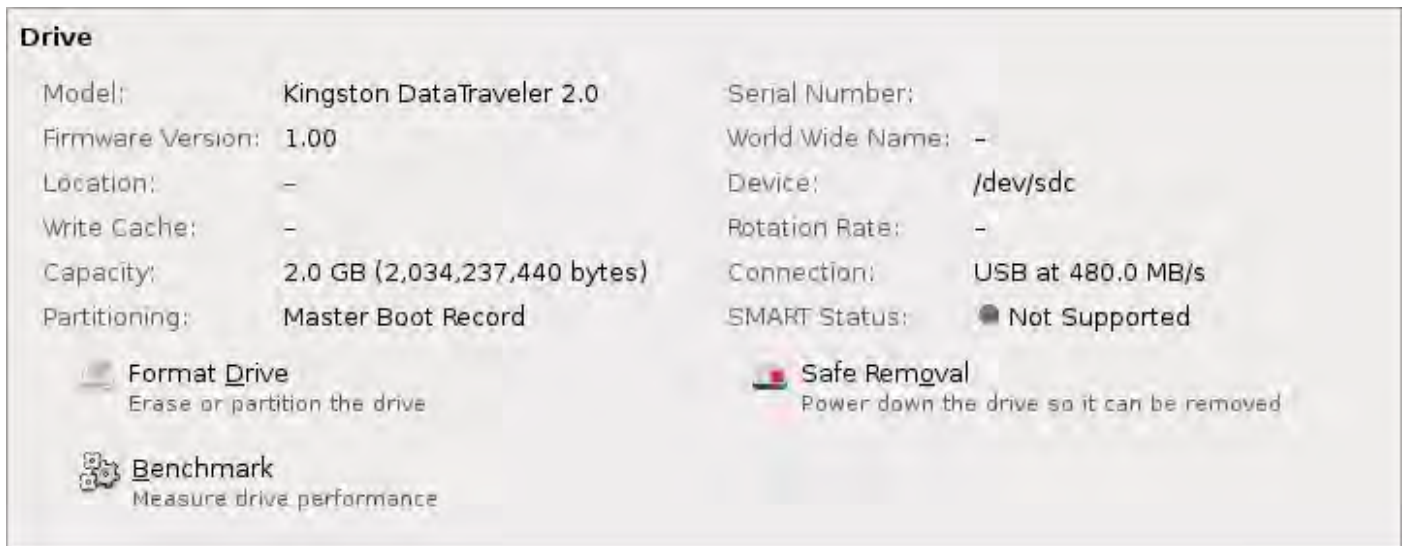 Drive
Model: Kingston DataTraveler 2.0 Serial Number:
Firmware Version: 1.00 World Wide Name: –
Location: – Device: /dev/sdc
Write Cache: – Rotation Rate: –
Capacity: 2.0 GB (2,034,237,440 bytes) Connection: USB at 480.0 MB/s
Partitioning: Master Boot Record SMART Status: Not Supported
Format Drive Safe Removal
Erase or partition the drive Power down the drive so it can be removed
Benchmark
Measure drive performance